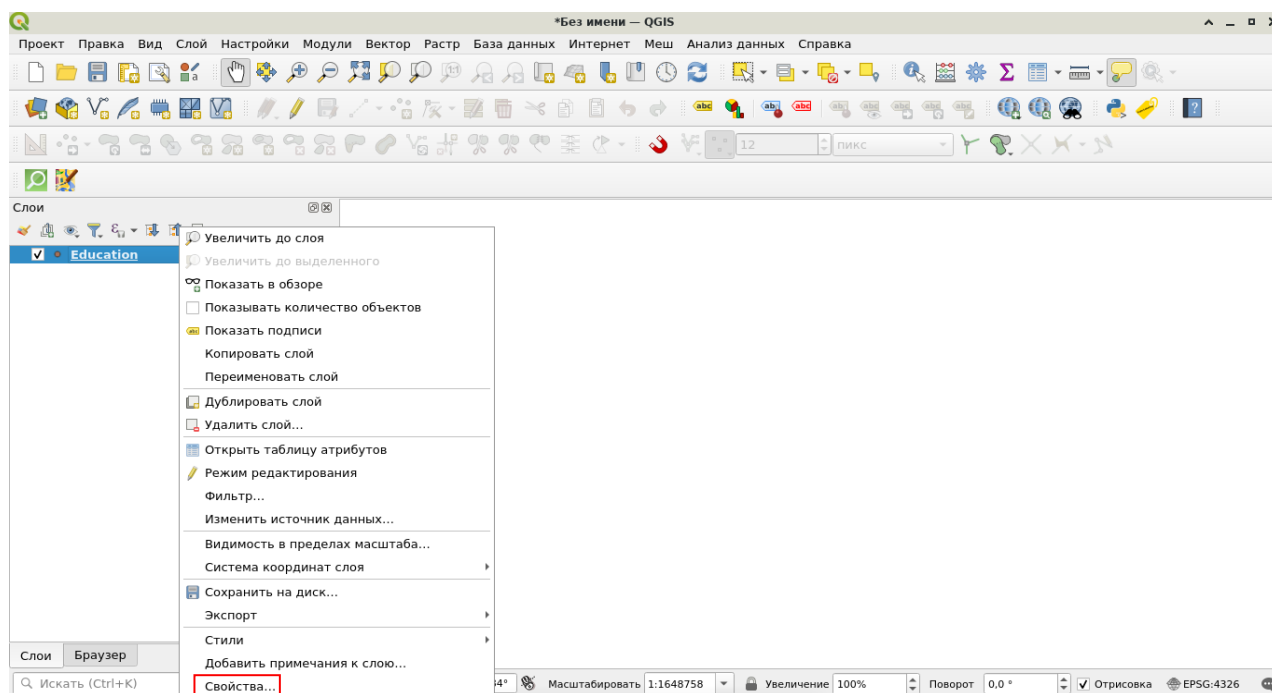 *Без имени — QGIS
Проект Правка Вид Слой Настройки Модули Вектор Растр База данных Интернет Меш Анализ данных Справка
12 пикс
Слои
Education
Увеличить до слоя
Увеличить до выделенного
Показать в обзоре
Показывать количество объектов
Показать подписи
Копировать слой
Переименовать слой
Дублировать слой
Удалить слой...
Открыть таблицу атрибутов
Режим редактирования
Фильтр...
Изменить источник данных...
Видимость в пределах масштаба...
Система координат слоя
Сохранить на диск...
Экспорт
Стили
Добавить примечания к слою...
Свойства...
Слои Браузер
Искать (Ctrl+K) 4° Масштабировать 1:1648758 Увеличение 100% Поворот 0,0 ° Отрисовка EPSG:4326